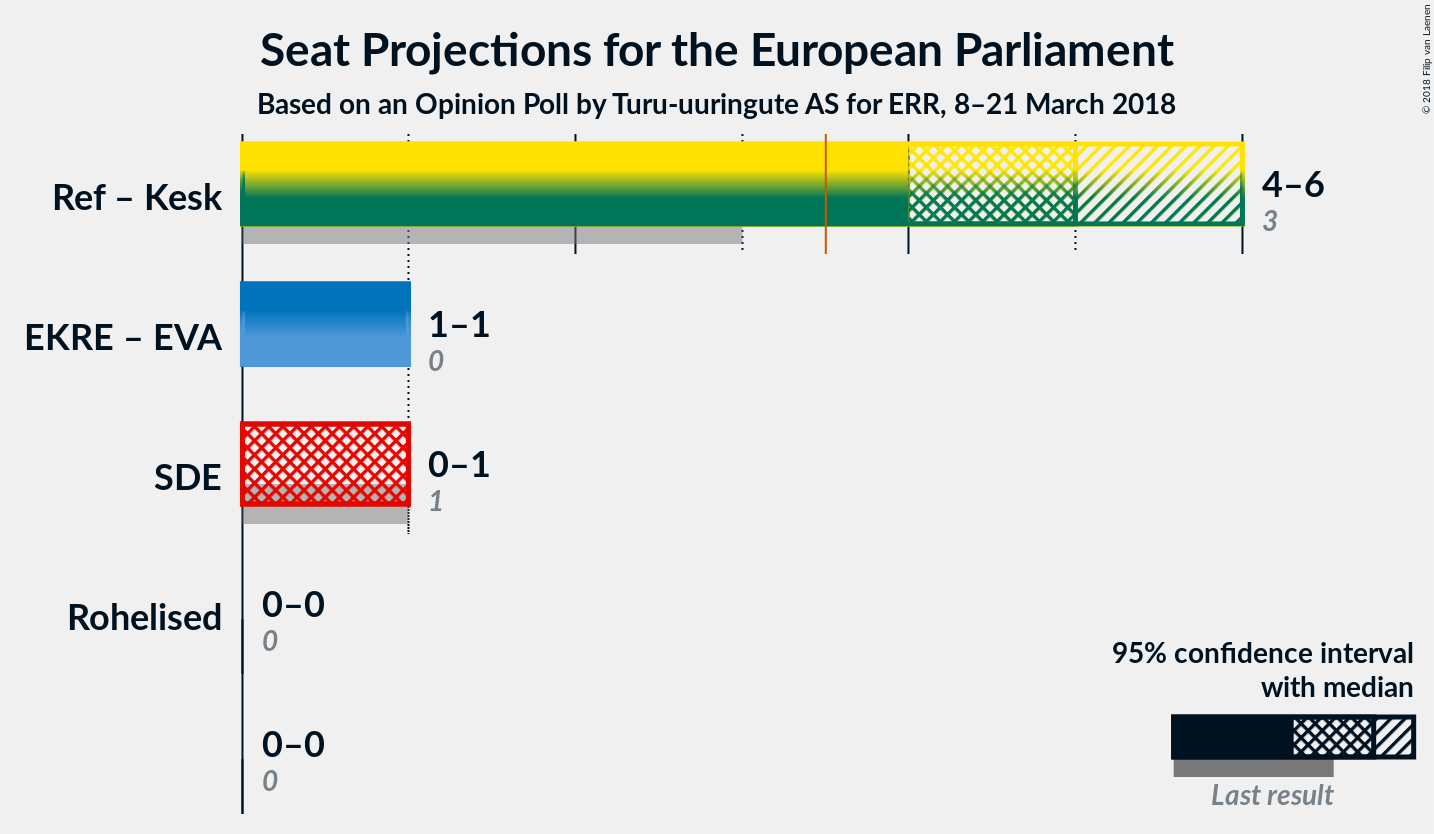 Seat Projections for the European Parliament
Based on an Opinion Poll by Turu-uuringute AS for ERR, 8–21 March 2018
© 2018 Filip van Laenen
Ref – Kesk
4–6
3
EKRE – EVA
1–1
0
SDE
0–1
1
Rohelised
0–0
0
0–0
0
95% confidence interval
with median
Last result